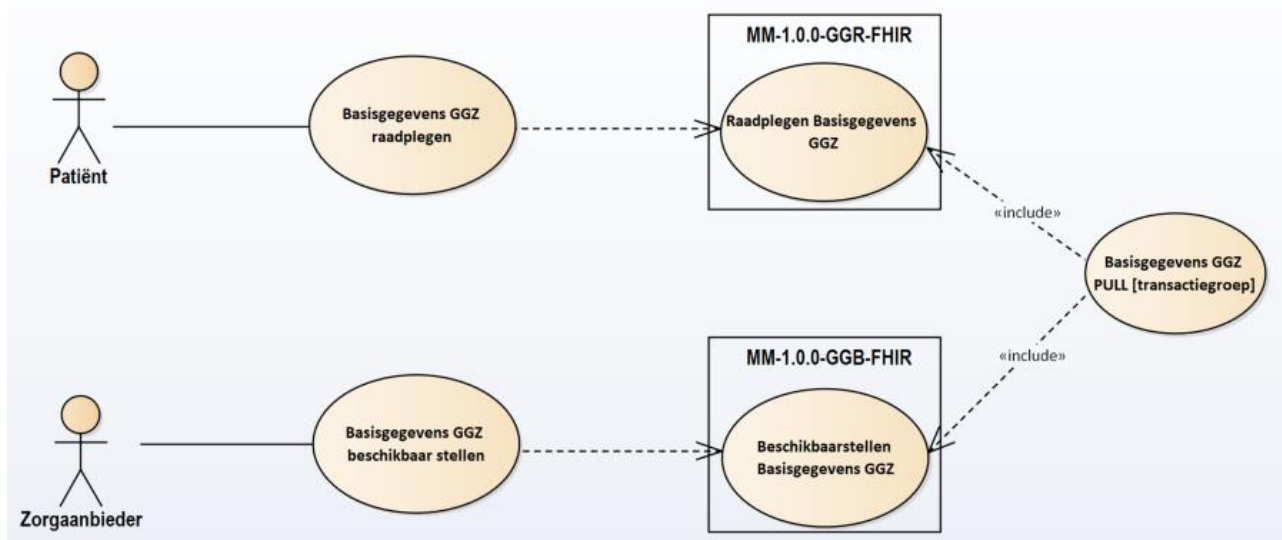 MM-1.0.0-GGR-FHIR
Patiënt
Basisgegevens GGZ
raadplegen
Raadplegen Basisgegevens
GGZ
«include»
Basisgegevens GGZ
PULL [transactiegroep]
«include»
MM-1.0.0-GGB-FHIR
Zorgaanbieder
Basisgegevens GGZ
beschikbaar stellen
Beschikbaarstellen
Basisgegevens GGZ